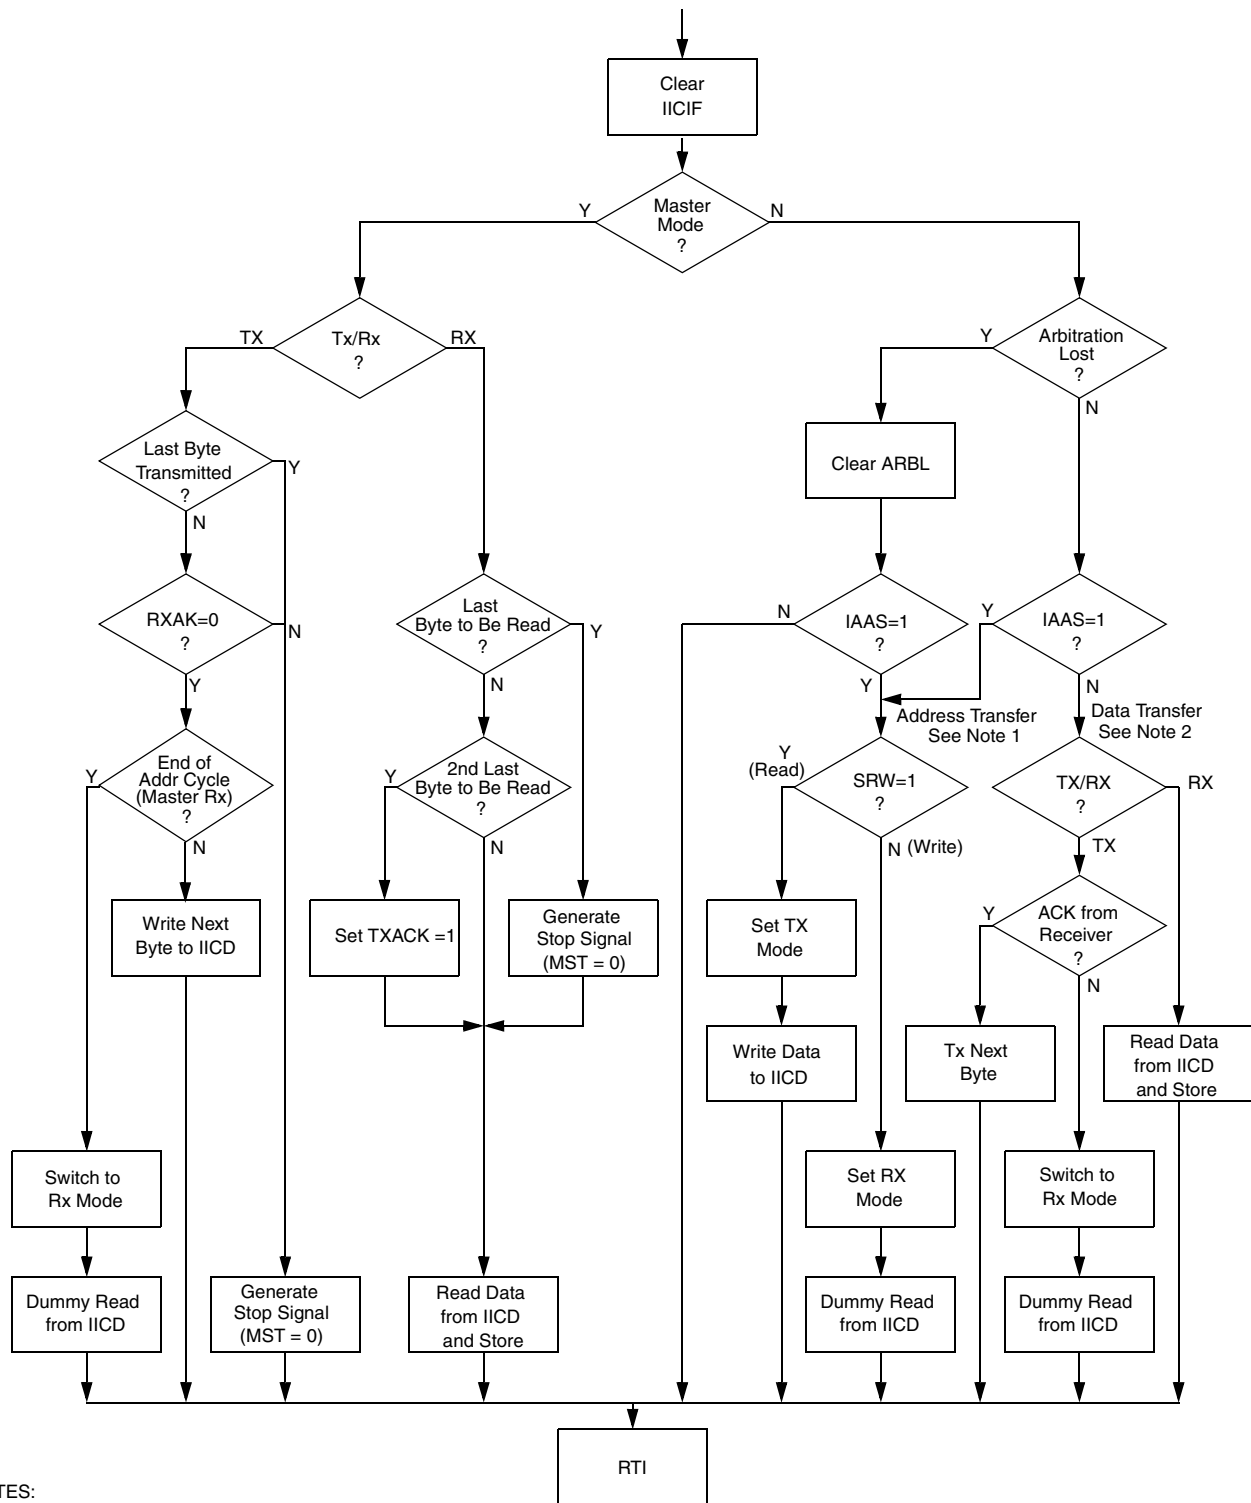 Clear
IICIF
Master
Mode
?
Y
N
Tx/Rx
?
TX
RX
Arbitration
Lost
?
Y
N
Last Byte
Transmitted
?
Y
N
Clear ARBL
RXAK=0
?
N
Y
Last
Byte to Be Read
?
Y
N
IAAS=1
?
N
Y
IAAS=1
?
Y
N
Address Transfer
See Note 1
Data Transfer
See Note 2
End of
Addr Cycle
(Master Rx)
?
Y
N
2nd Last
Byte to Be Read
?
Y
N
Y
(Read)
SRW=1
?
N (Write)
TX/RX
?
RX
TX
Write Next
Byte to IICD
Set TXACK =1
Generate
Stop Signal
(MST = 0)
Set TX
Mode
Y
ACK from
Receiver
?
N
Write Data
to IICD
Tx Next
Byte
Read Data
from IICD
and Store
Switch to
Rx Mode
Set RX
Mode
Switch to
Rx Mode
Dummy Read
from IICD
Generate
Stop Signal
(MST = 0)
Read Data
from IICD
and Store
Dummy Read
from IICD
Dummy Read
from IICD
RTI
TES: